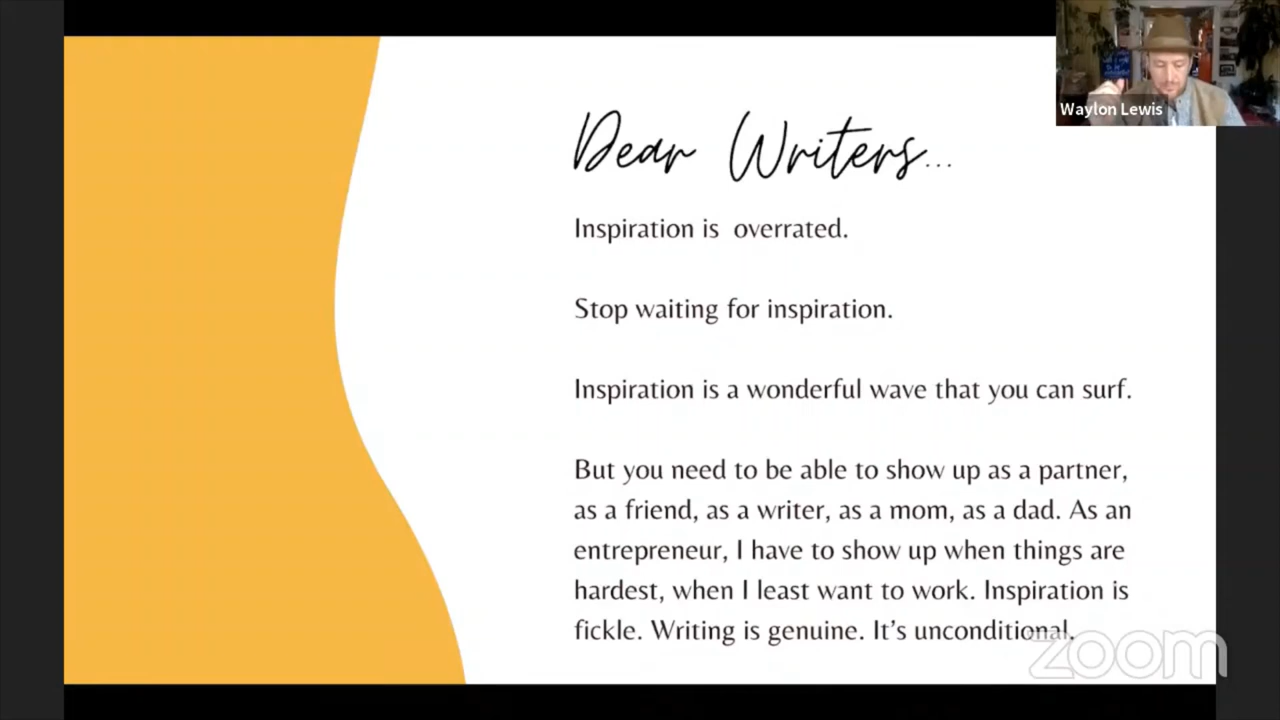 Dear Writers...
Waylon Lewis
Inspiration is overrated.
Stop waiting for inspiration.
Inspiration is a wonderful wave that you can surf.
But you need to be able to show up as a partner,
as a friend, as a writer, as a mom, as a dad. As an
entrepreneur, I have to show up when things are
hardest, when I least want to work. Inspiration is
fickle. Writing is genuine. It’s unconditional.
zoom